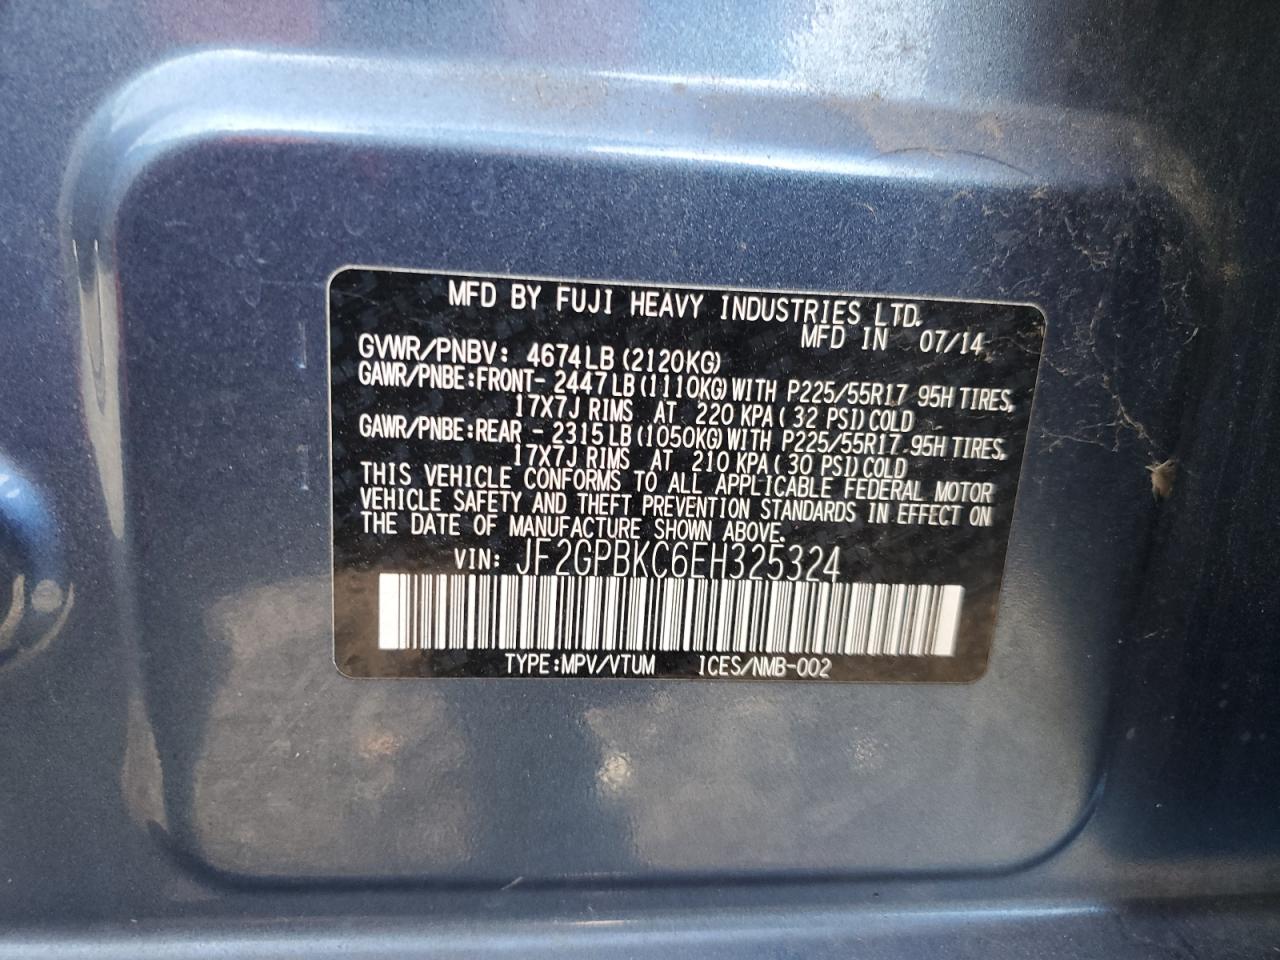 MFD BY FUJI HEAVY INDUSTRIES LTD.
MFD IN 07/14
GVWR/PNBV: 4674LB (2120KG)
GAWR/PNBE:FRONT- 2447LB (1110KG) WITH P225/55R17 95H TIRES,
17X7J RIMS AT 220 KPA ( 32 PSI) COLD
GAWR/PNBE:REAR - 2315LB (1050KG) WITH P225/55R17 95H TIRES,
17X7J RIMS AT 210 KPA ( 30 PSI) COLD
THIS VEHICLE CONFORMS TO ALL APPLICABLE FEDERAL MOTOR
VEHICLE SAFETY AND THEFT PREVENTION STANDARDS IN EFFECT ON
THE DATE OF MANUFACTURE SHOWN ABOVE.
VIN: JF2GPBKC6EH325324
TYPE:MPV/VTUM ICES/NMB-002